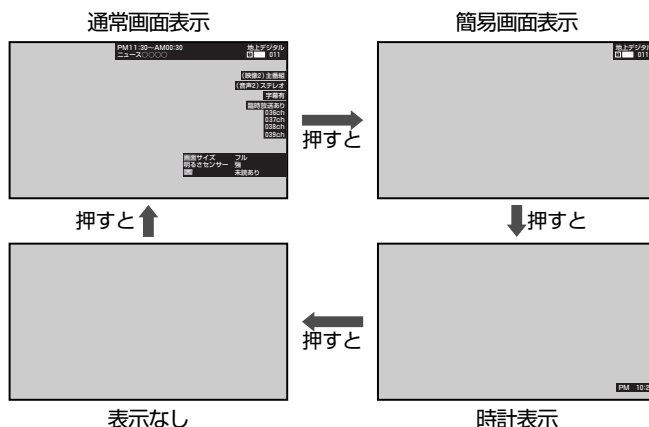 通常画面表示
簡易画面表示
PM11:30~AM00:30 地上デジタル
ニュース○○○○ 011
(映像2)主番組
(音声2)ステレオ
字幕有
臨時放送あり
036ch
037ch
038ch
039ch
画面サイズ フル
明るさセンサー 強
未読あり
地上デジタル
011
押すと
押すと
押すと
押すと
PM 10:2
表示なし
時計表示